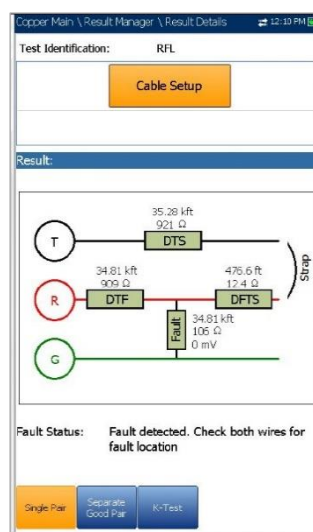 Copper Main \ Result Manager \ Result Details 12:10 PM
Test Identification: RFL
Cable Setup
Result:
35.28 kft
921 Ω
T DTS
34.81 kft 476.6 ft
909 Ω 12.4 Ω
R DTF DFTS
Strap
Fault
34.81 kft
105 Ω
0 mV
G
Fault Status: Fault detected. Check both wires for
fault location
Single Pair
Separate
Good Pair
K-Test